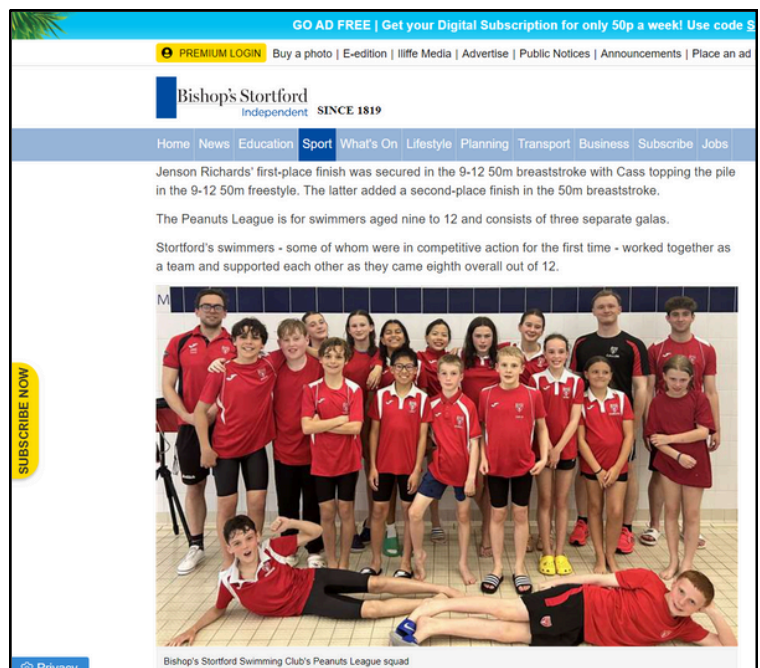 GO AD FREE | Get your Digital Subscription for only 50p a week! Use code S
PREMIUM LOGIN Buy a photo | E-edition | Iliffe Media | Advertise | Public Notices | Announcements | Place an ad
Bishop's Stortford
Independent SINCE 1819
Home News Education Sport What's On Lifestyle Planning Transport Business Subscribe Jobs
Jenson Richards' first-place finish was secured in the 9-12 50m breaststroke with Cass topping the pile
in the 9-12 50m freestyle. The latter added a second-place finish in the 50m breaststroke.
The Peanuts League is for swimmers aged nine to 12 and consists of three separate galas.
Stortford's swimmers - some of whom were in competitive action for the first time - worked together as
a team and supported each other as they came eighth overall out of 12.
M
SUBSCRIBE NOW
Bishop's Stortford Swimming Club's Peanuts League squad
Privacy